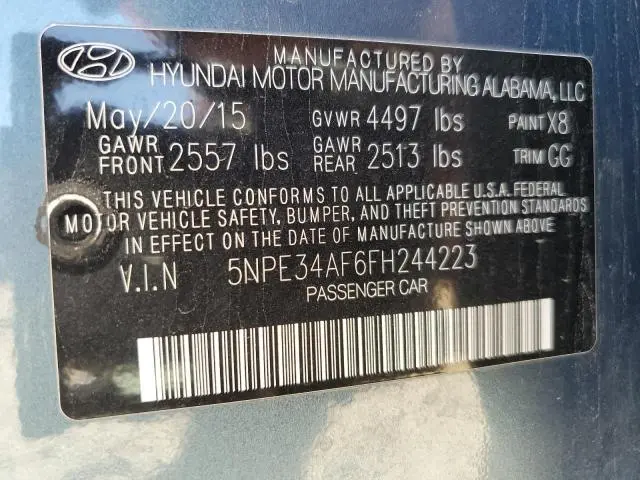 MANUFACTURED BY
HYUNDAI MOTOR MANUFACTURING ALABAMA, LLC
May/20/15 GVWR 4497 lbs PAINT X8
GAWR FRONT 2557 lbs GAWR REAR 2513 lbs TRIM GG
THIS VEHICLE CONFORMS TO ALL APPLICABLE U.S.A. FEDERAL
MOTOR VEHICLE SAFETY, BUMPER, AND THEFT PREVENTION STANDARDS
IN EFFECT ON THE DATE OF MANUFACTURE SHOWN ABOVE
V.I.N 5NPE34AF6FH244223
PASSENGER CAR